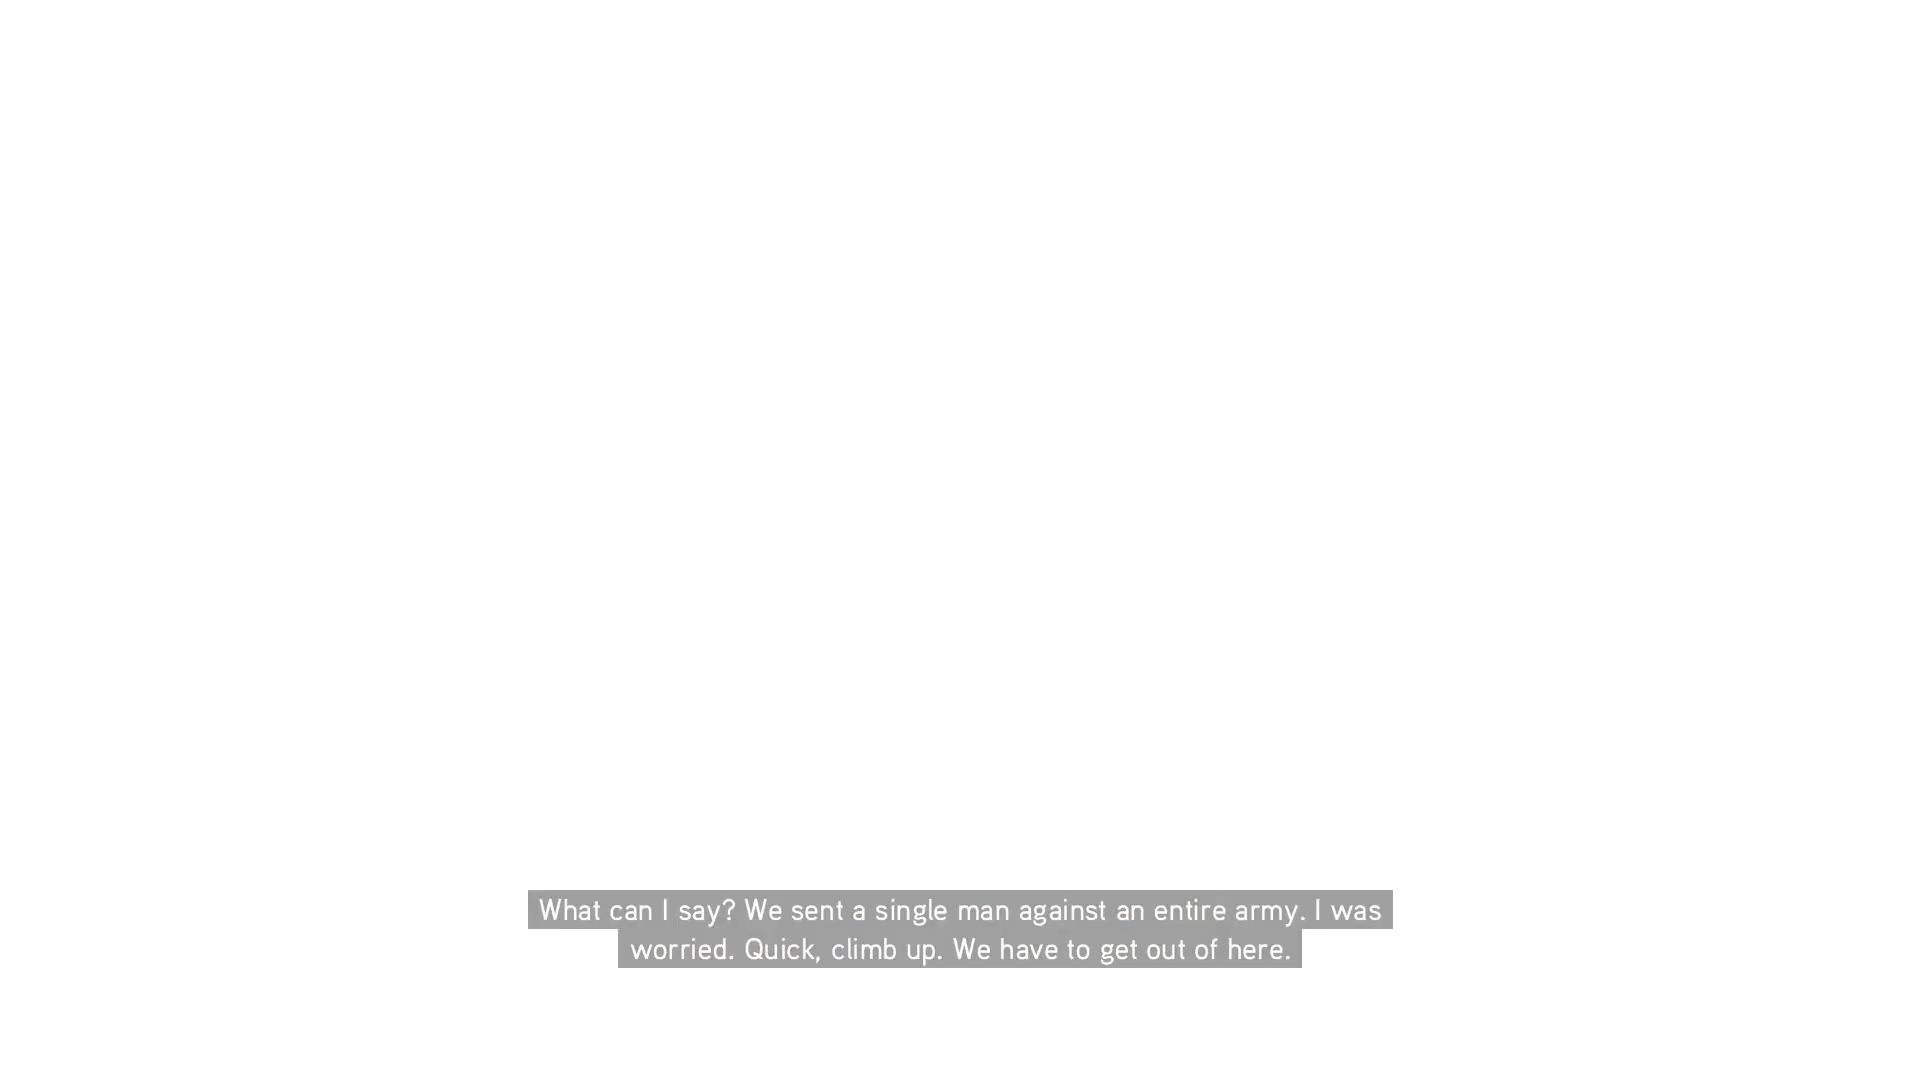 What can I say? We sent a single man against an entire army. I was
worried. Quick, climb up. We have to get out of here.